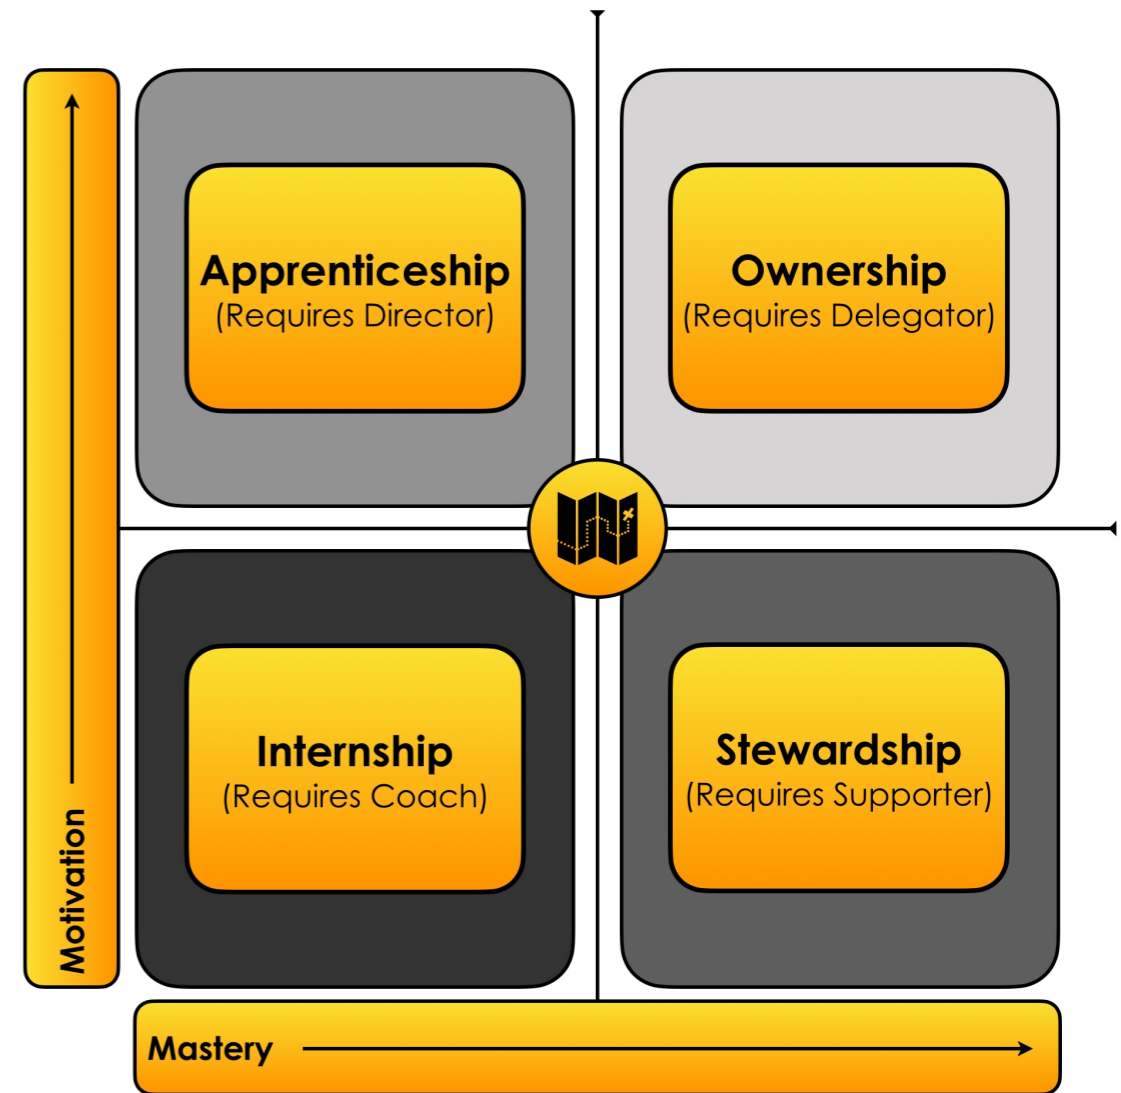 Apprenticeship
(Requires Director)
Ownership
(Requires Delegator)
Internship
(Requires Coach)
Stewardship
(Requires Supporter)
Motivation
Mastery